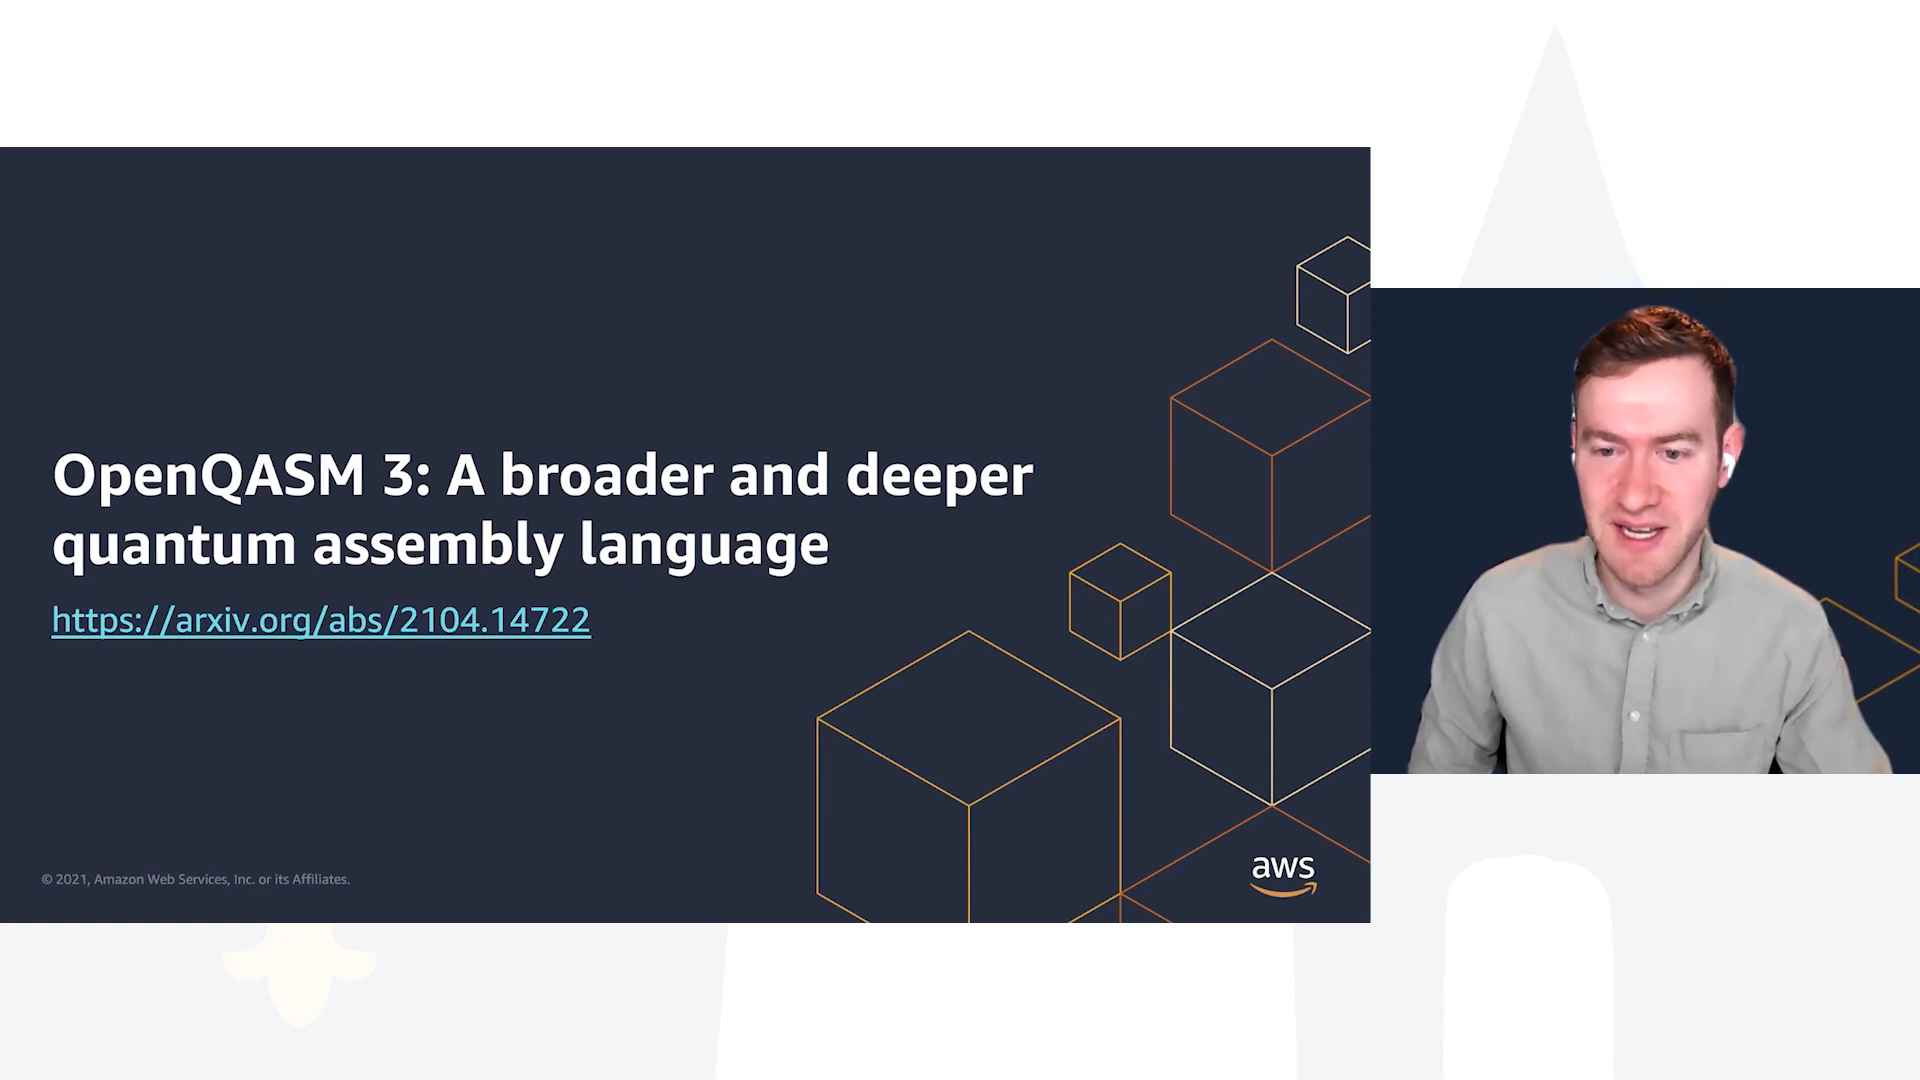 OpenQASM 3: A broader and deeper
quantum assembly language
https://arxiv.org/abs/2104.14722
© 2021, Amazon Web Services, Inc. or its Affiliates.
aws